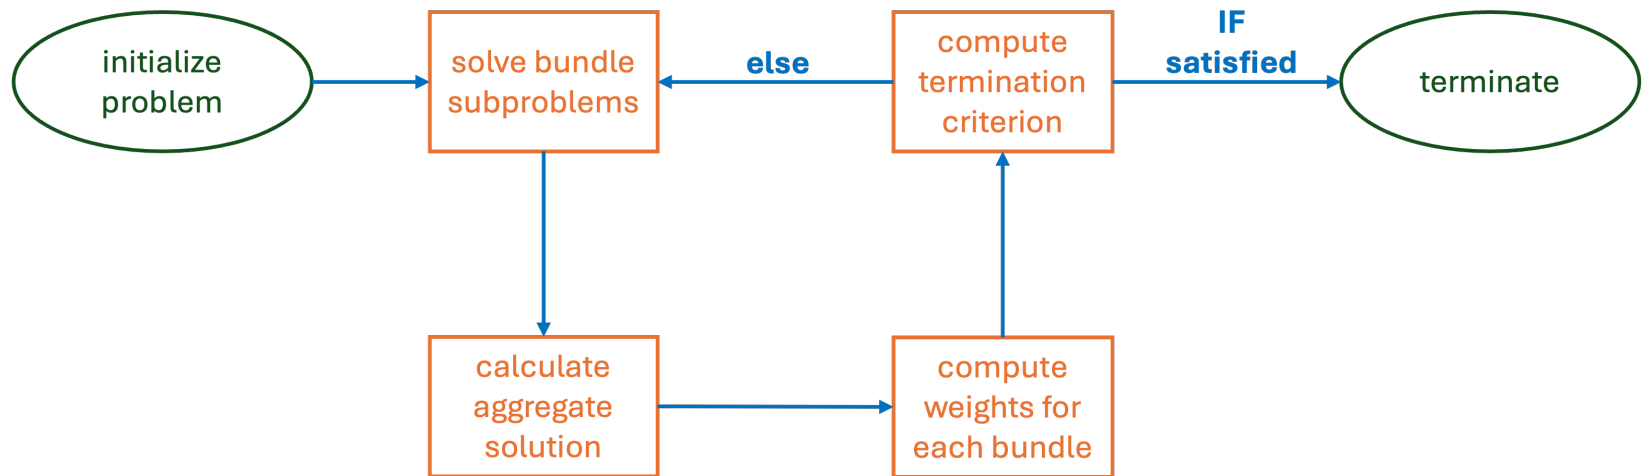 initialize
problem
solve bundle
subproblems
else
compute
termination
criterion
IF
satisfied
terminate
calculate
aggregate
solution
compute
weights for
each bundle